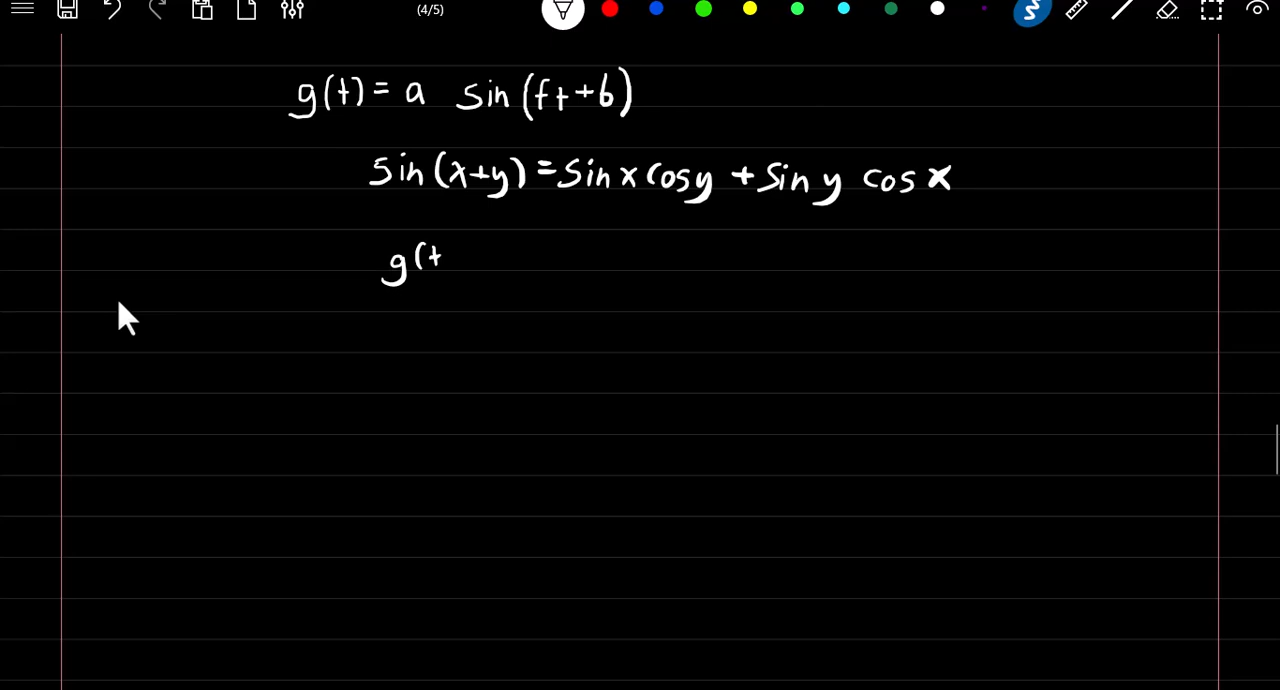 (4/5)
g(t) = a sin(ft+b)
sin(x+y) = sin x cos y + sin y cos x
g(t